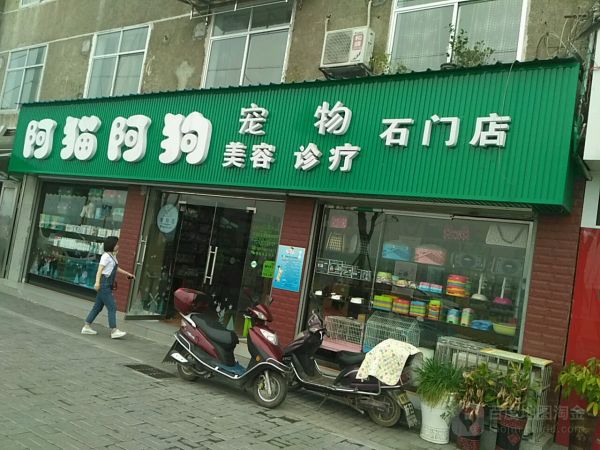 阿猫阿狗
宠物
美容 诊疗
石门店